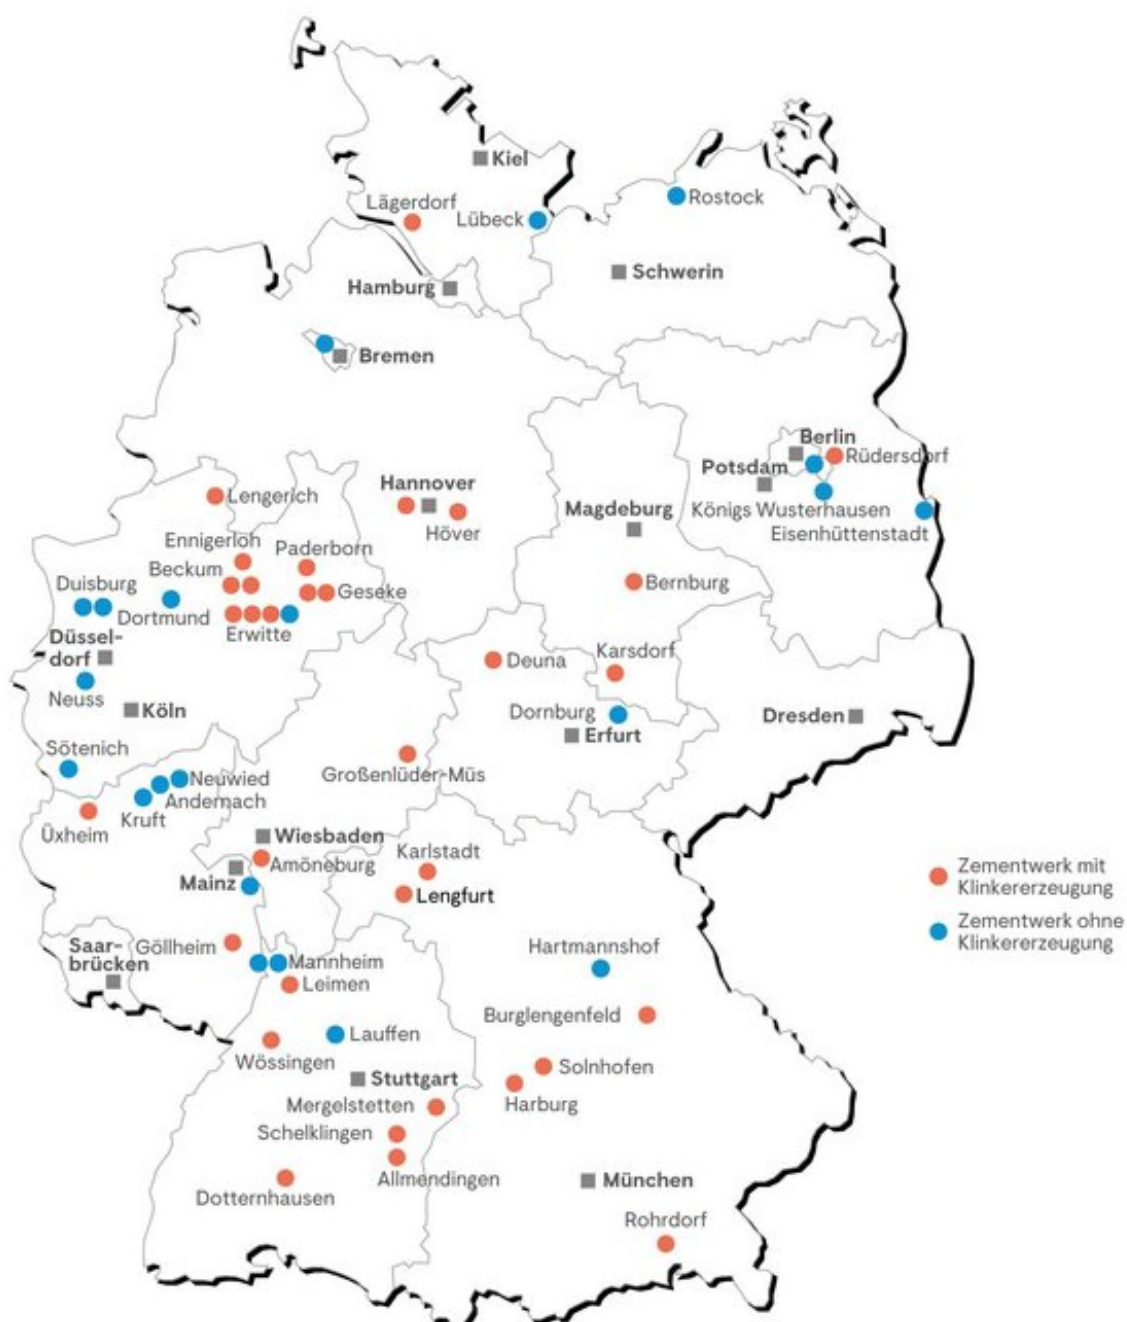 Kiel
Lägerdorf
Lübeck
Rostock
Schwerin
Hamburg
Bremen
Berlin
Rüdersdorf
Potsdam
Königs Wusterhausen
Eisenhüttenstadt
Hannover
Höver
Magdeburg
Lengerich
Ennigerloh
Paderborn
Beckum
Geseke
Duisburg
Dortmund
Erwitte
Bernburg
Düssel-
dorf
Neuss
Köln
Deuna
Karsdorf
Dornburg
Erfurt
Dresden
Sötenich
Neuwied
Andernach
Kruft
Üxheim
Großenlüder-Müs
Wiesbaden
Amöneburg
Mainz
Karlstadt
Lengfurt
Zementwerk mit
Klinkererzeugung
Zementwerk ohne
Klinkererzeugung
Saar-
brücken
Göllheim
Mannheim
Leimen
Hartmannshof
Burglengenfeld
Lauffen
Wössingen
Solnhofen
Harburg
Stuttgart
Mergelstetten
Schelklingen
Allmendingen
Dotternhausen
München
Rohrdorf